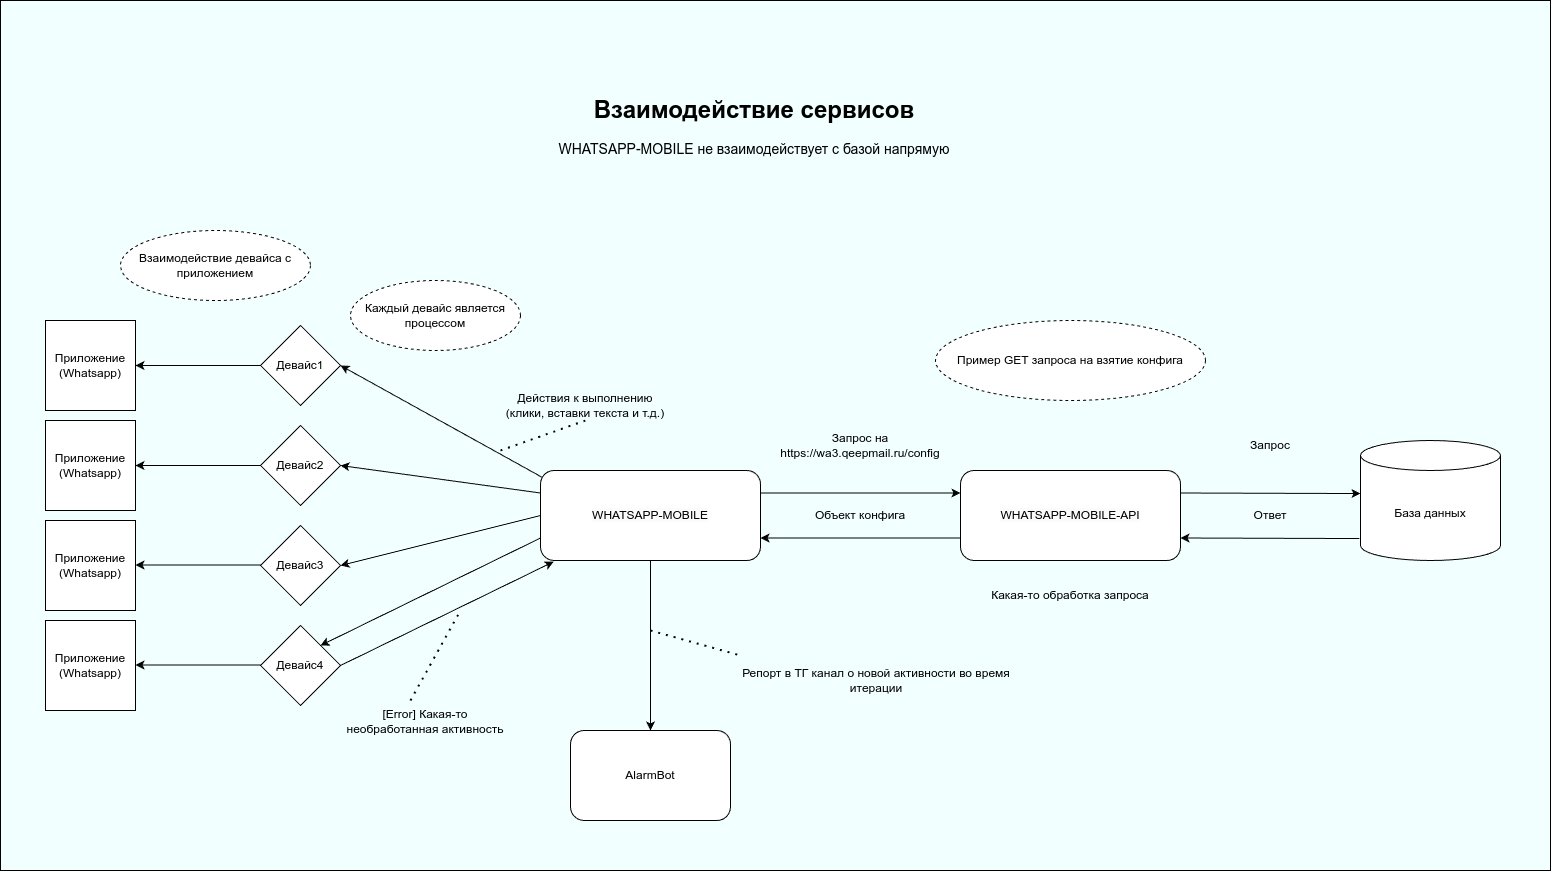 Взаимодействие сервисов
WHATSAPP-MOBILE не взаимодействует с базой напрямую
Взаимодействие девайса с
приложением
Каждый девайс является
процессом
Пример GET запроса на взятие конфига
Приложение
(Whatsapp)
Девайс1
Действия к выполнению
(клики, вставки текста и т.д.)
Приложение
(Whatsapp)
Девайс2
Запрос на
https://wa3.qeepmail.ru/config
Запрос
WHATSAPP-MOBILE
Объект конфига
WHATSAPP-MOBILE-API
Ответ
База данных
Приложение
(Whatsapp)
Девайс3
Какая-то обработка запроса
Приложение
(Whatsapp)
Девайс4
Репорт в ТГ канал о новой активности во время
итерации
[Error] Какая-то
необработанная активность
AlarmBot